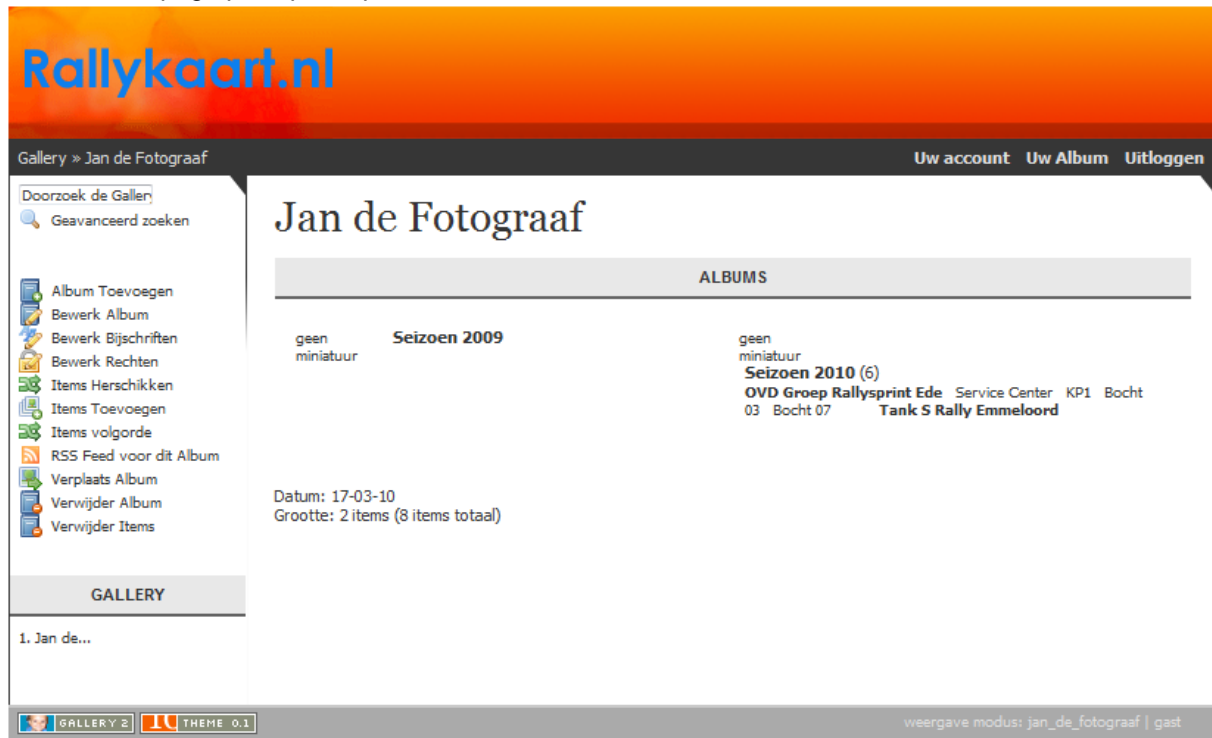 Rallykaart.nl
Gallery » Jan de Fotograaf
Uw account Uw Album Uitloggen
Doorzoek de Galler
Geavanceerd zoeken
Album Toevoegen
Bewerk Album
Bewerk Bijschriften
Bewerk Rechten
Items Herschikken
Items Toevoegen
Items volgorde
RSS Feed voor dit Album
Verplaats Album
Verwijder Album
Verwijder Items
GALLERY
1. Jan de...
Jan de Fotograaf
ALBUMS
geen
miniatuur
Seizoen 2009
geen
miniatuur
Seizoen 2010 (6)
OVD Groep Rallysprint Ede Service Center KP1 Bocht
03 Bocht 07 Tank S Rally Emmeloord
Datum: 17-03-10
Grootte: 2 items (8 items totaal)
GALLERY 2
THEME 0.1
weergave modus: jan_de_fotograaf | gast